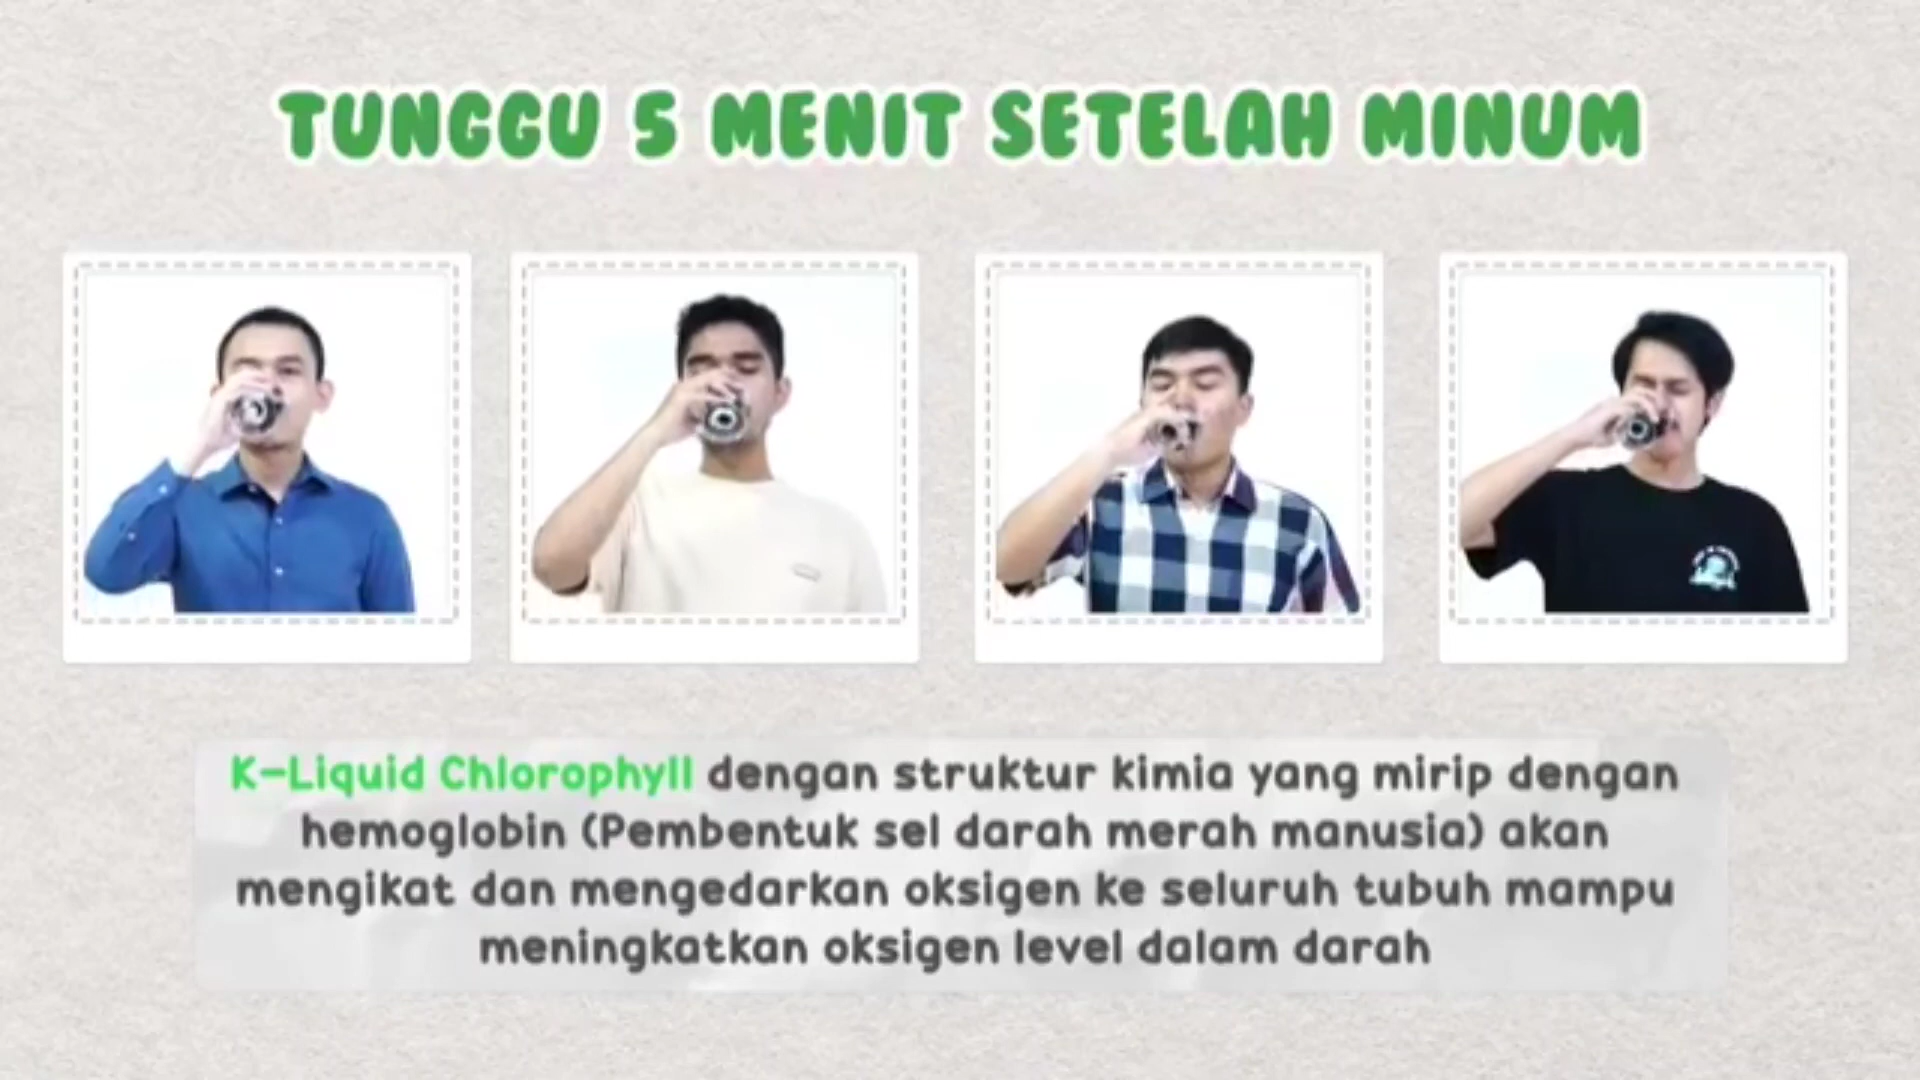 TUNGGU 5 MENIT SETELAH MINUM
K-Liquid Chlorophyll dengan struktur kimia yang mirip dengan
hemoglobin (Pembentuk sel darah merah manusia) akan
mengikat dan mengedarkan oksigen ke seluruh tubuh mampu
meningkatkan oksigen level dalam darah